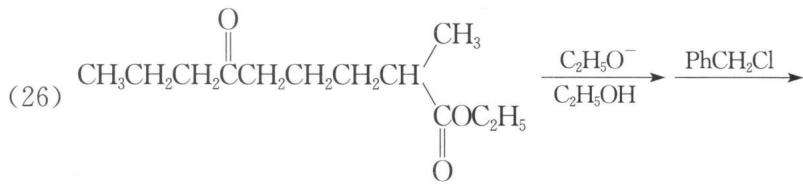 O
CH₃
(26) CH₃CH₂CH₂CCH₂CH₂CH₂CH C₂H₅O⁻ PhCH₂Cl
C₂H₅OH
COC₂H₅
O